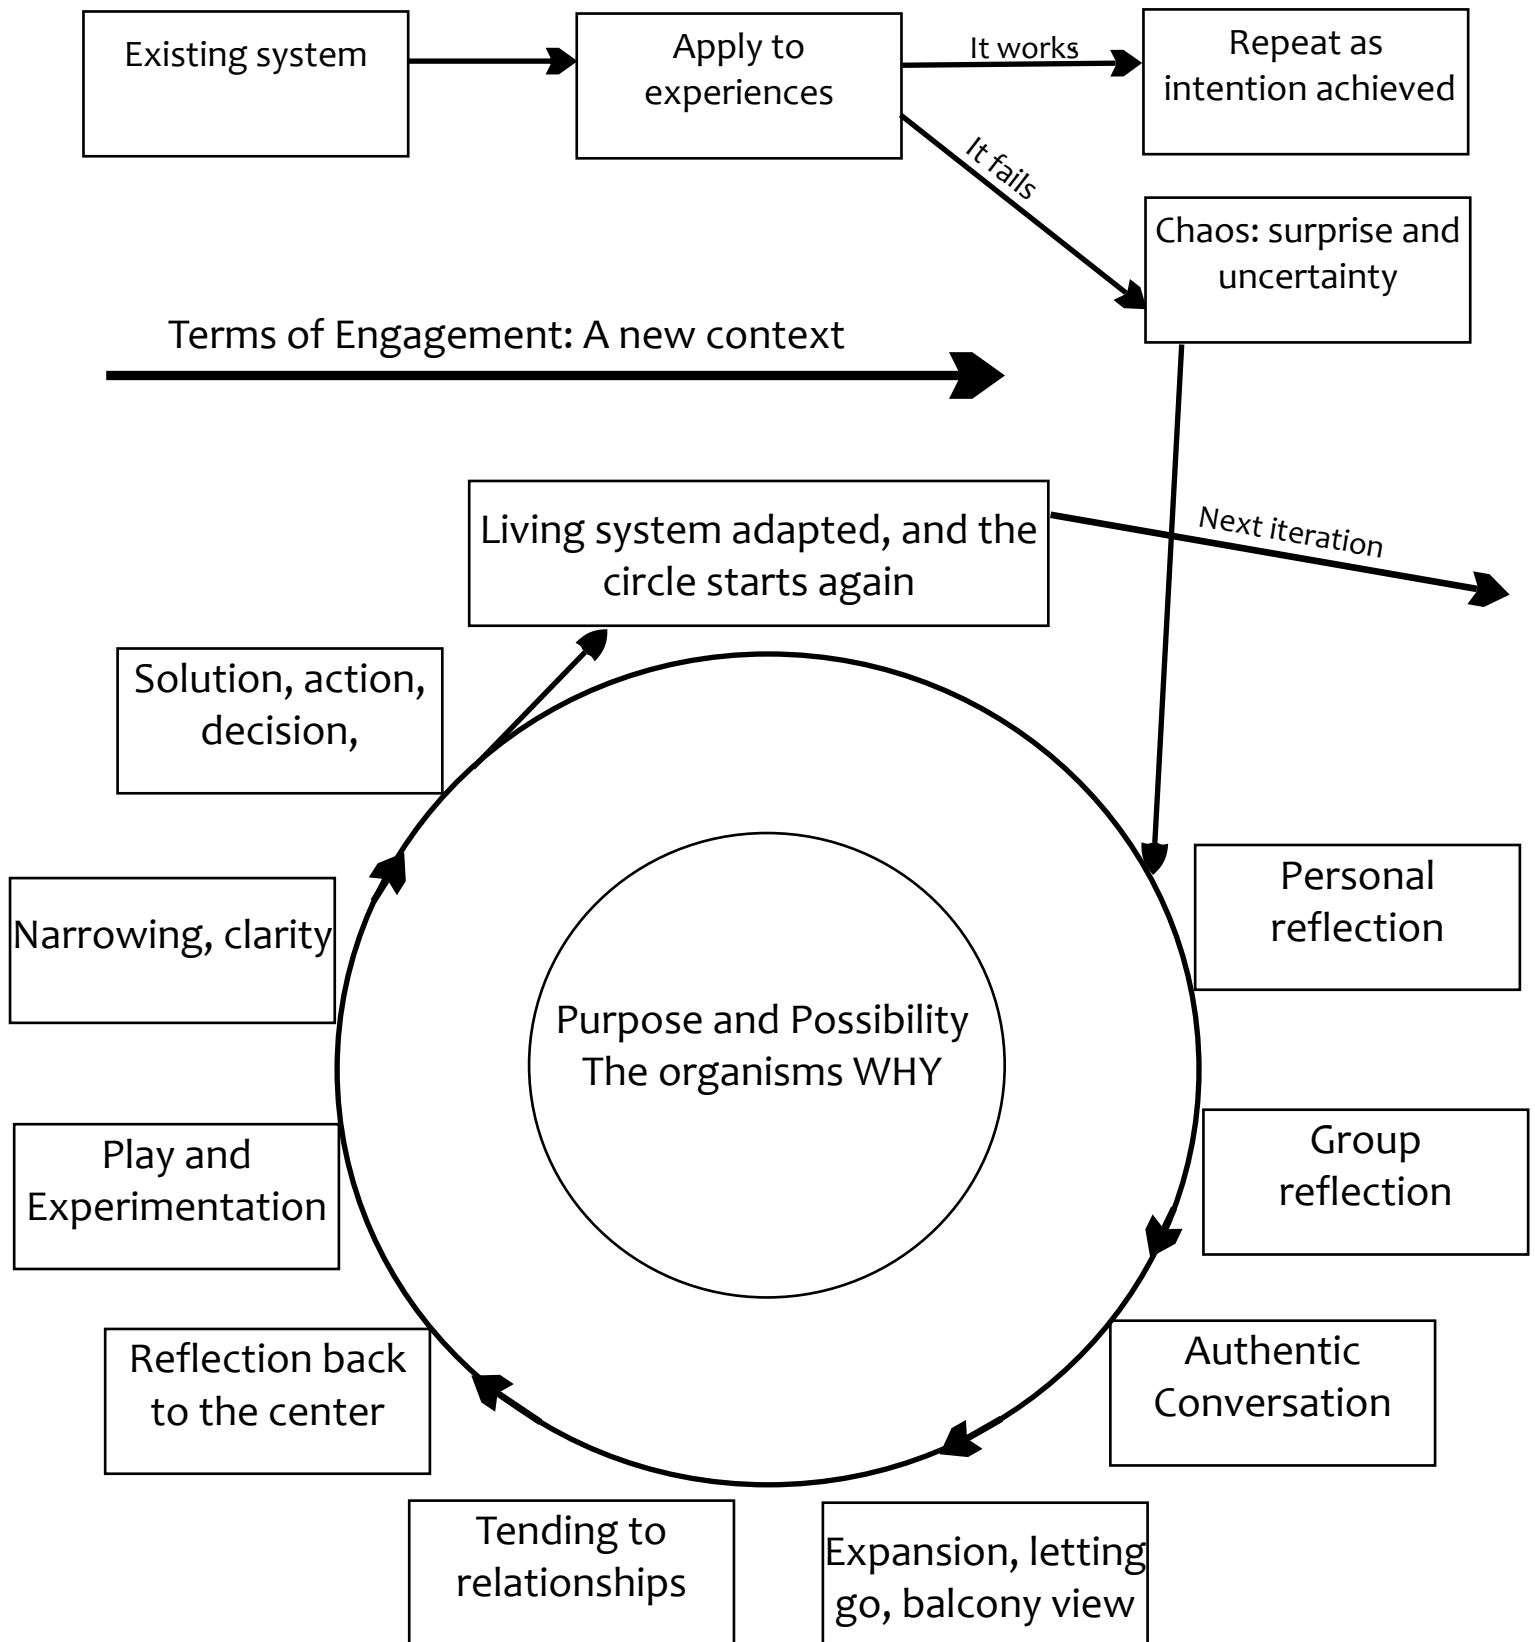 Existing system
Apply to
experiences
It works
Repeat as
intention achieved
It fails
Chaos: surprise and
uncertainty
Terms of Engagement: A new context
Living system adapted, and the
circle starts again
Next iteration
Solution, action,
decision,
Personal
reflection
Narrowing, clarity
Purpose and Possibility
The organisms WHY
Group
reflection
Play and
Experimentation
Authentic
Conversation
Reflection back
to the center
Tending to
relationships
Expansion, letting
go, balcony view